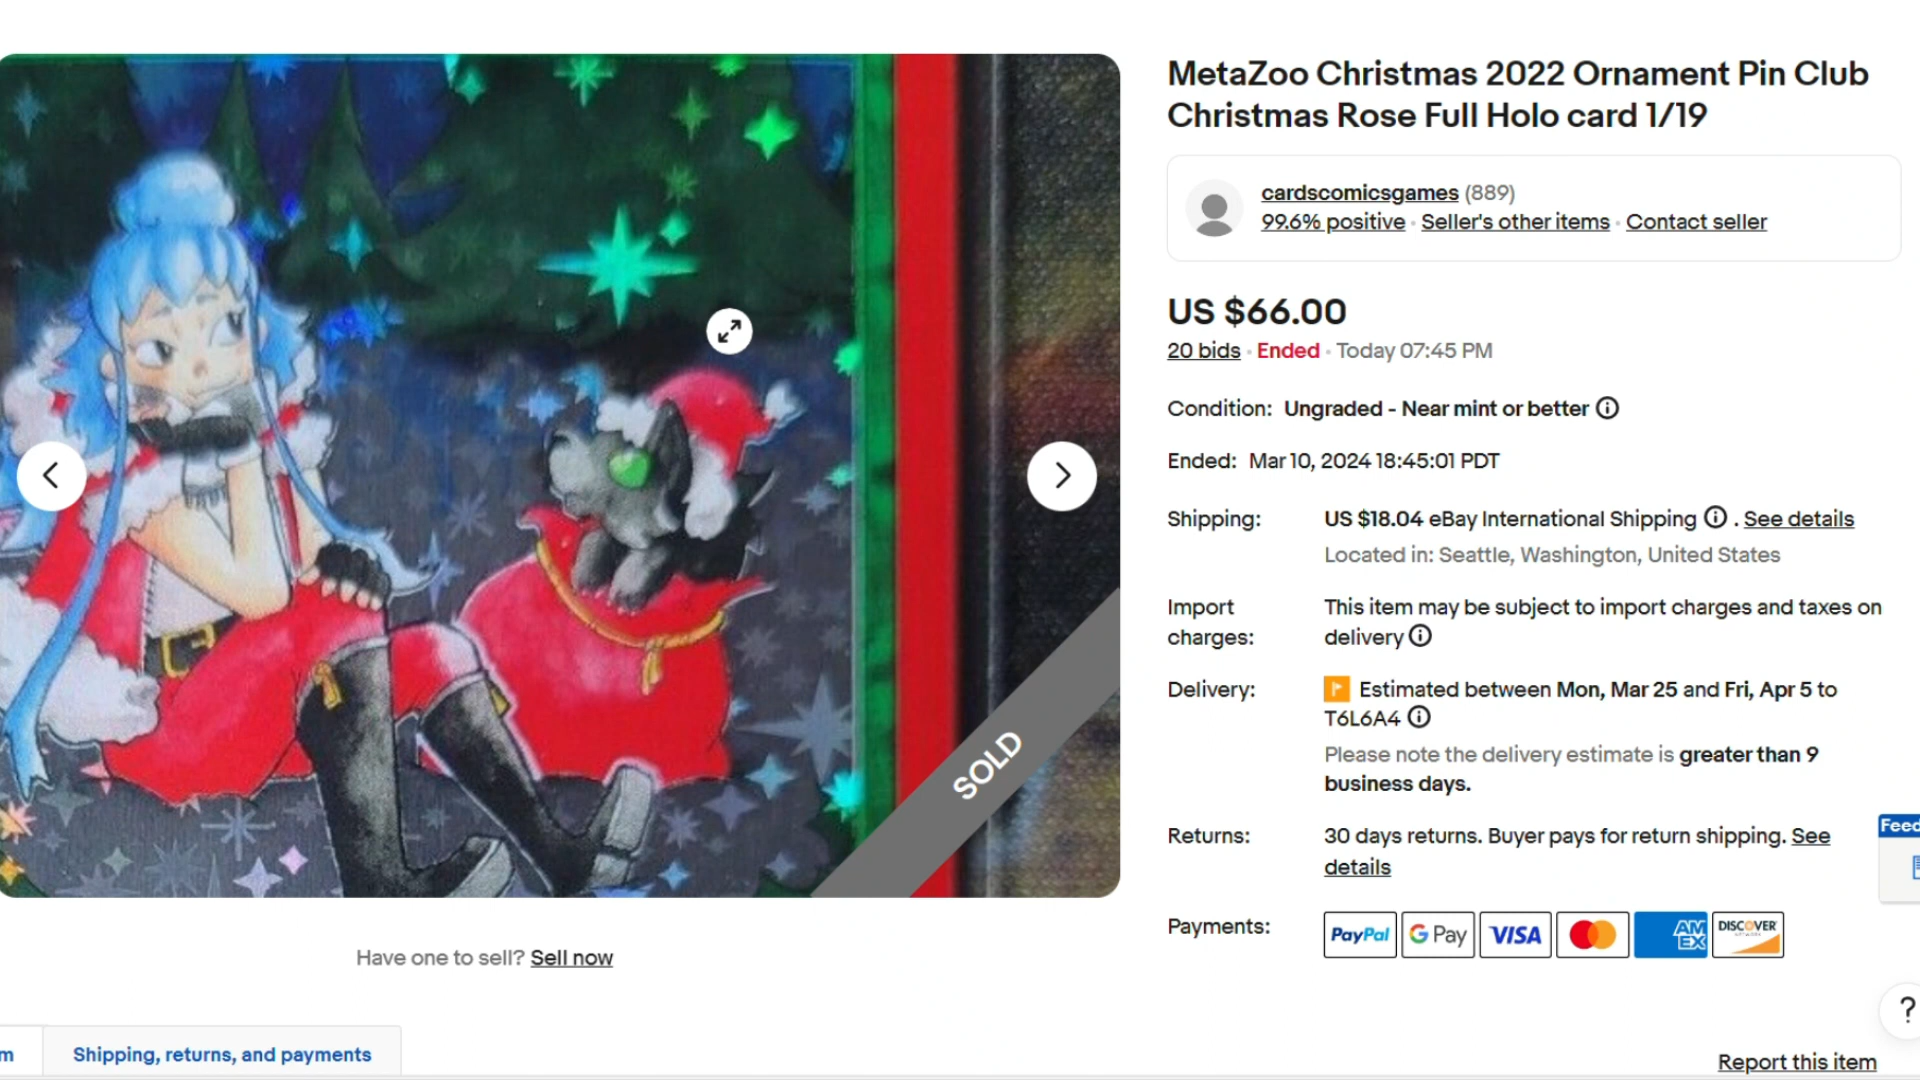 MetaZoo Christmas 2022 Ornament Pin Club
Christmas Rose Full Holo card 1/19
cardscomicsgames (889)
99.6% positive · Seller's other items · Contact seller
US $66.00
20 bids · Ended · Today 07:45 PM
Condition: Ungraded - Near mint or better
Ended: Mar 10, 2024 18:45:01 PDT
Shipping: US $18.04 eBay International Shipping . See details
Located in: Seattle, Washington, United States
Import charges: This item may be subject to import charges and taxes on
delivery
Delivery: Estimated between Mon, Mar 25 and Fri, Apr 5 to
T6L6A4
Please note the delivery estimate is greater than 9
business days.
Returns: 30 days returns. Buyer pays for return shipping. See
details
Payments: PayPal G Pay VISA AM EX DISCOVER
SOLD
Have one to sell? Sell now
Feed
?
m
Shipping, returns, and payments
Report this item